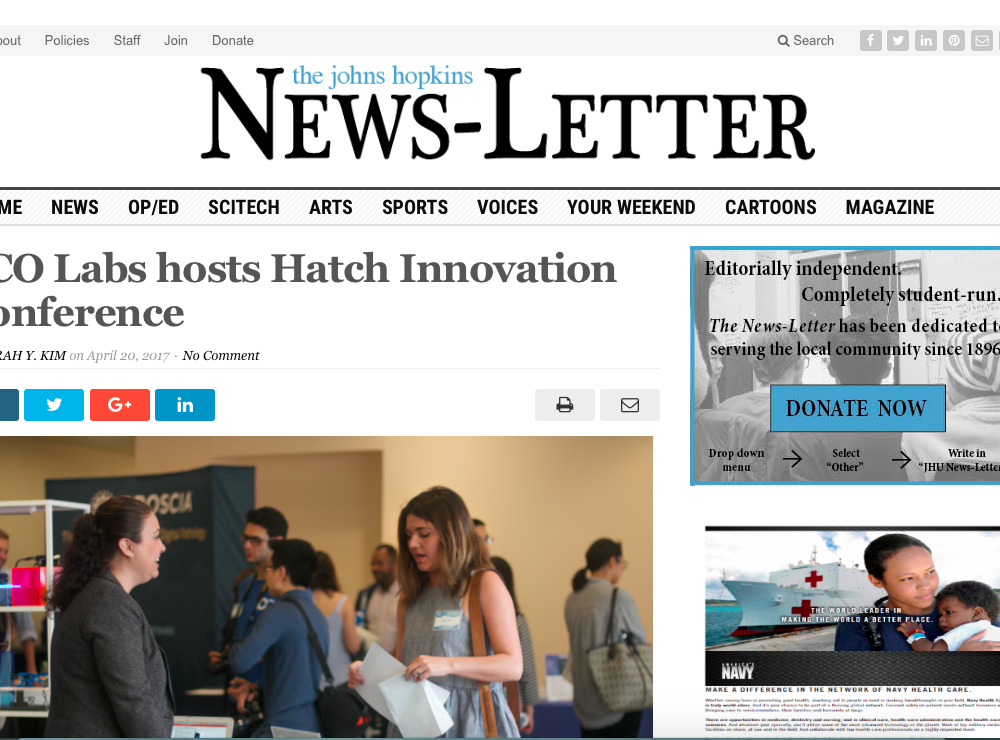 out Policies Staff Join Donate Search
the johns hopkins
NEWS-LETTER
ME NEWS OP/ED SCITECH ARTS SPORTS VOICES YOUR WEEKEND CARTOONS MAGAZINE
CO Labs hosts Hatch Innovation
onference
RAH Y. KIM on April 20, 2017 · No Comment
G+ in
OSCIA
Editorially independent.
Completely student-run.
The News-Letter has been dedicated t
serving the local community since 1896
DONATE NOW
Drop down
menu
Select
"Other"
Write in
"JHU News-Letter
THE WORLD LEADER IN
MAKING THE WORLD A BETTER PLACE.
AMERICA'S
NAVY
MAKE A DIFFERENCE IN THE NETWORK OF NAVY HEALTH CARE.